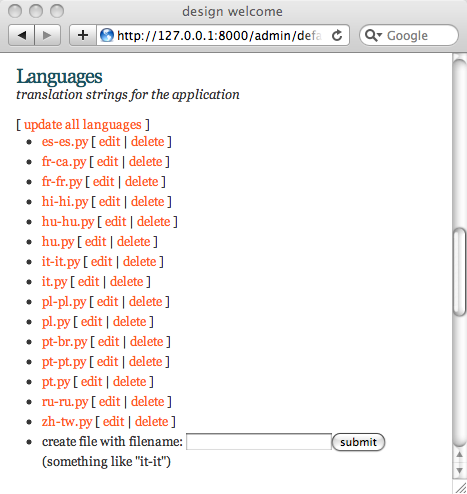 design welcome
http://127.0.0.1:8000/admin/defa
Google
Languages
translation strings for the application
[ update all languages ]
es-es.py [ edit | delete ]
fr-ca.py [ edit | delete ]
fr-fr.py [ edit | delete ]
hi-hi.py [ edit | delete ]
hu-hu.py [ edit | delete ]
hu.py [ edit | delete ]
it-it.py [ edit | delete ]
it.py [ edit | delete ]
pl-pl.py [ edit | delete ]
pl.py [ edit | delete ]
pt-br.py [ edit | delete ]
pt-pt.py [ edit | delete ]
pt.py [ edit | delete ]
ru-ru.py [ edit | delete ]
zh-tw.py [ edit | delete ]
create file with filename: submit
(something like "it-it")